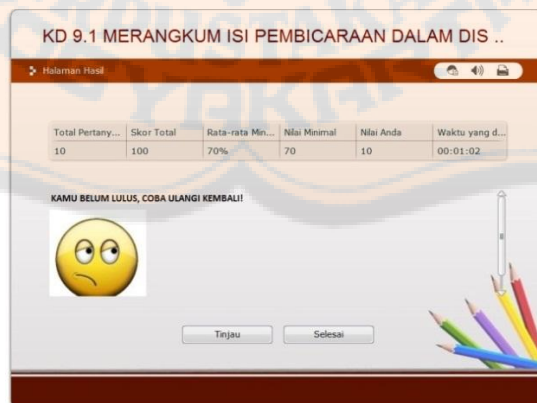 KD 9.1 MERANGKUM ISI PEMBICARAAN DALAM DIS ..
Halaman Hasil
Total Pertany... Skor Total Rata-rata Min... Nilai Minimal Nilai Anda Waktu yang d...
10 100 70% 70 10 00:01:02
KAMU BELUM LULUS, COBA ULANGI KEMBALI!
Tinjau Selesai